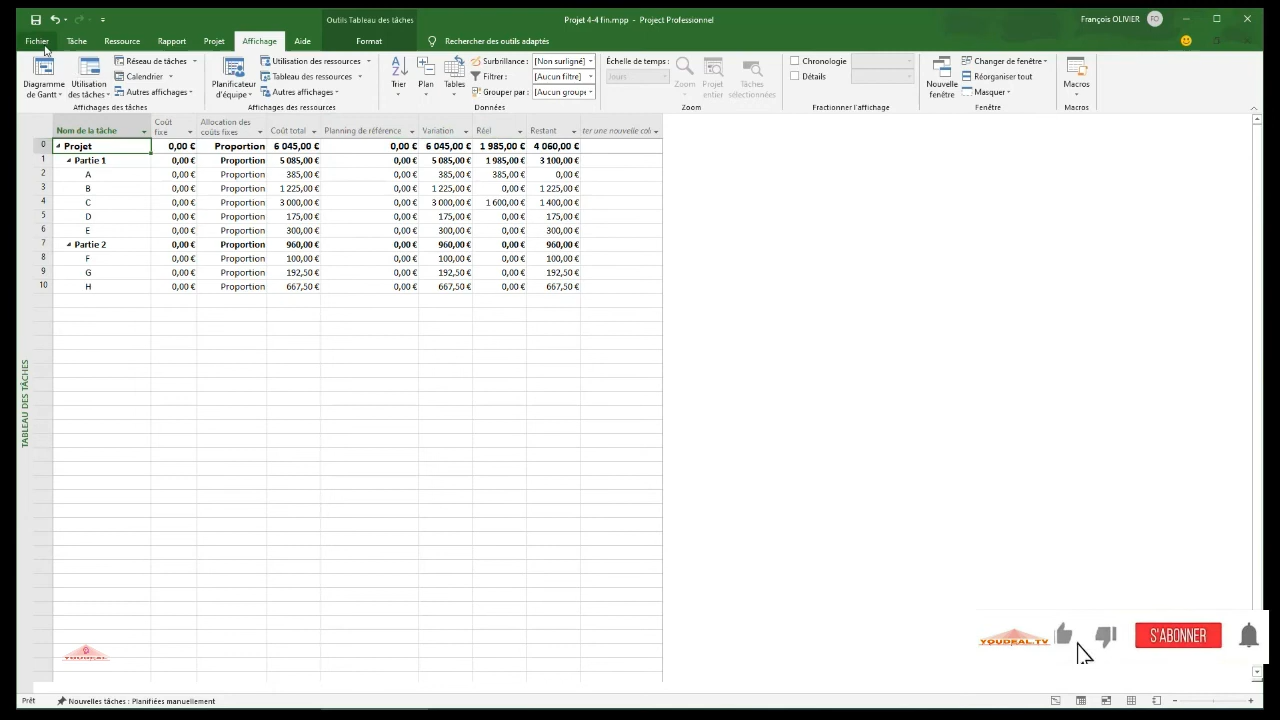 Projet 4-4 fin.mpp - Project Professionnel
Outils Tableau des tâches
François OLIVIER FO
Fichier Tâche Ressource Rapport Projet Affichage Aide Format Rechercher des outils adaptés
Diagramme de Gantt
Utilisation des tâches
Réseau de tâches
Calendrier
Autres affichages
Affichages des tâches
Planificateur d'équipe
Utilisation des ressources
Tableau des ressources
Autres affichages
Affichages des ressources
Trier
Plan
Tables
Surbrillance : [Non surligné]
Filtrer : [Aucun filtre]
Grouper par : [Aucun groupe
Données
Échelle de temps :
Jours
Zoom
Projet entier
Tâches sélectionnées
Zoom
Chronologie
Détails
Fractionner l'affichage
Nouvelle fenêtre
Changer de fenêtre
Réorganiser tout
Masquer
Fenêtre
Macros
Macros
Nom de la tâche Coût fixe Allocation des coûts fixes Coût total Planning de référence Variation Réel Restant ter une nouvelle col
0 Projet 0,00 € Proportion 6 045,00 € 0,00 € 6 045,00 € 1 985,00 € 4 060,00 €
1 Partie 1 0,00 € Proportion 5 085,00 € 0,00 € 5 085,00 € 1 985,00 € 3 100,00 €
2 A 0,00 € Proportion 385,00 € 0,00 € 385,00 € 385,00 € 0,00 €
3 B 0,00 € Proportion 1 225,00 € 0,00 € 1 225,00 € 0,00 € 1 225,00 €
4 C 0,00 € Proportion 3 000,00 € 0,00 € 3 000,00 € 1 600,00 € 1 400,00 €
5 D 0,00 € Proportion 175,00 € 0,00 € 175,00 € 0,00 € 175,00 €
6 E 0,00 € Proportion 300,00 € 0,00 € 300,00 € 0,00 € 300,00 €
7 Partie 2 0,00 € Proportion 960,00 € 0,00 € 960,00 € 0,00 € 960,00 €
8 F 0,00 € Proportion 100,00 € 0,00 € 100,00 € 0,00 € 100,00 €
9 G 0,00 € Proportion 192,50 € 0,00 € 192,50 € 0,00 € 192,50 €
10 H 0,00 € Proportion 667,50 € 0,00 € 667,50 € 0,00 € 667,50 €
TABLEAU DES TÂCHES
YOUDEAL.TV
S'ABONNER
Prêt Nouvelles tâches : Planifiées manuellement